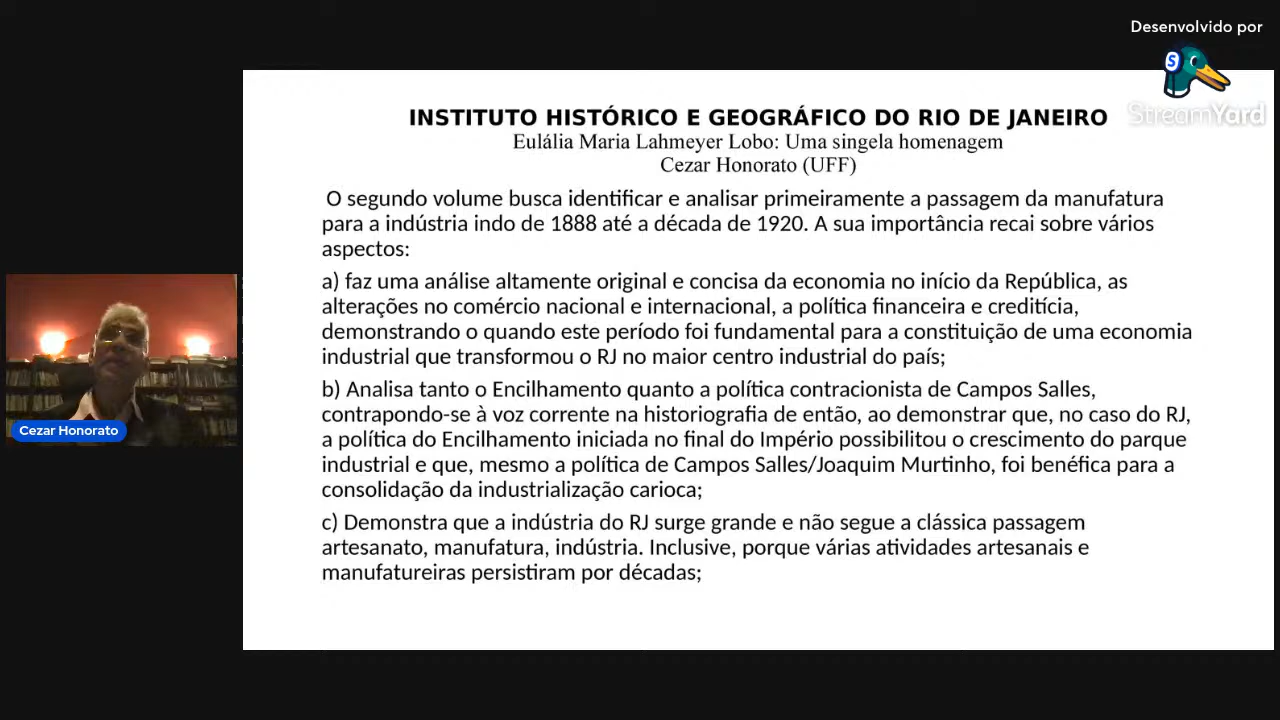 Desenvolvido por
StreamYard
INSTITUTO HISTÓRICO E GEOGRÁFICO DO RIO DE JANEIRO
Eulália Maria Lahmeyer Lobo: Uma singela homenagem
Cezar Honorato (UFF)
O segundo volume busca identificar e analisar primeiramente a passagem da manufatura
para a indústria indo de 1888 até a década de 1920. A sua importância recai sobre vários
aspectos:
a) faz uma análise altamente original e concisa da economia no início da República, as
alterações no comércio nacional e internacional, a política financeira e creditícia,
demonstrando o quando este período foi fundamental para a constituição de uma economia
industrial que transformou o RJ no maior centro industrial do país;
b) Analisa tanto o Encilhamento quanto a política contracionista de Campos Salles,
contrapondo-se à voz corrente na historiografia de então, ao demonstrar que, no caso do RJ,
a política do Encilhamento iniciada no final do Império possibilitou o crescimento do parque
industrial e que, mesmo a política de Campos Salles/Joaquim Murtinho, foi benéfica para a
consolidação da industrialização carioca;
c) Demonstra que a indústria do RJ surge grande e não segue a clássica passagem
artesanato, manufatura, indústria. Inclusive, porque várias atividades artesanais e
manufatureiras persistiram por décadas;
Cezar Honorato